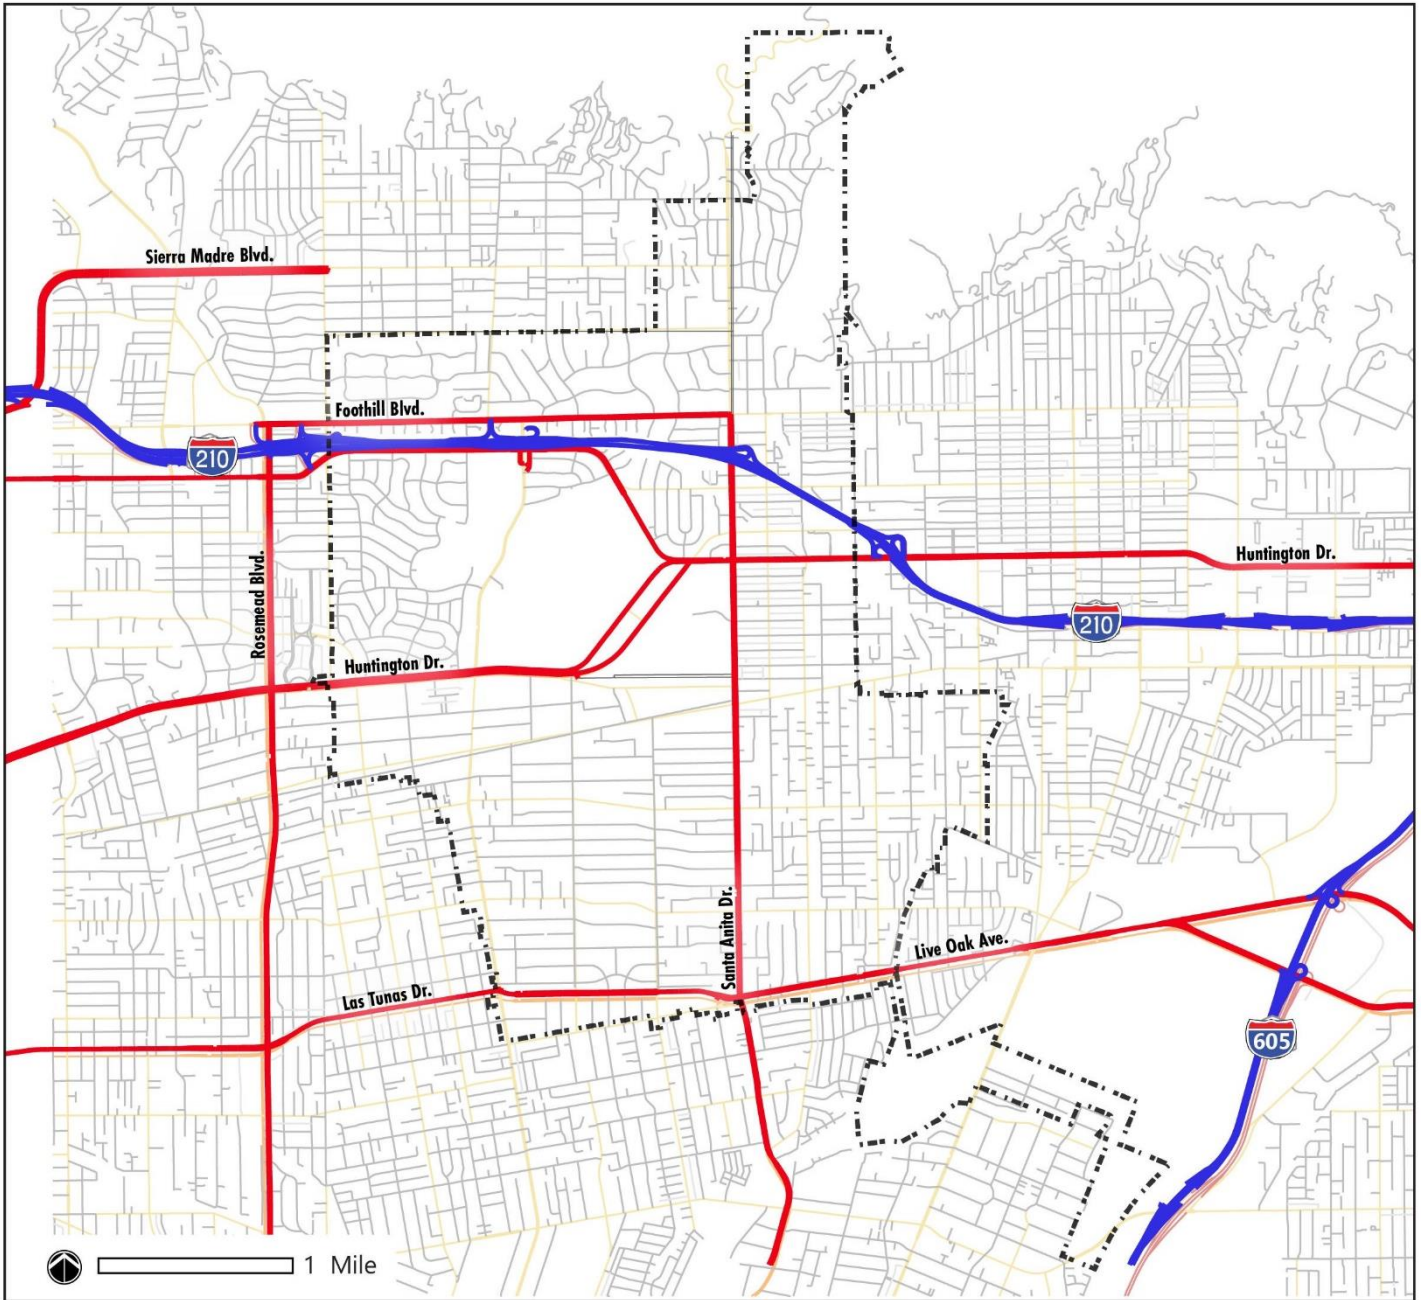 Sierra Madre Blvd.
Foothill Blvd.
210
Rosemead Blvd.
Huntington Dr.
210
Huntington Dr.
Santa Anita Dr.
Live Oak Ave.
Las Tunas Dr.
605
1 Mile